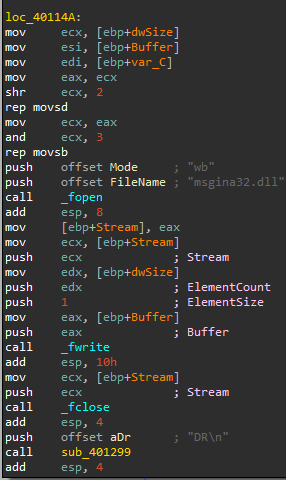 loc_40114A:
mov ecx, [ebp+dwSize]
mov esi, [ebp+Buffer]
mov edi, [ebp+var_C]
mov eax, ecx
shr ecx, 2
rep movsd
mov ecx, eax
and ecx, 3
rep movsb
push offset Mode ; "wb"
push offset FileName ; "msgina32.dll"
call _fopen
add esp, 8
mov [ebp+Stream], eax
mov ecx, [ebp+Stream]
push ecx ; Stream
mov edx, [ebp+dwSize]
push edx ; ElementCount
push 1 ; ElementSize
mov eax, [ebp+Buffer]
push eax ; Buffer
call _fwrite
add esp, 10h
mov ecx, [ebp+Stream]
push ecx ; Stream
call _fclose
add esp, 4
push offset aDr ; "DR\n"
call sub_401299
add esp, 4